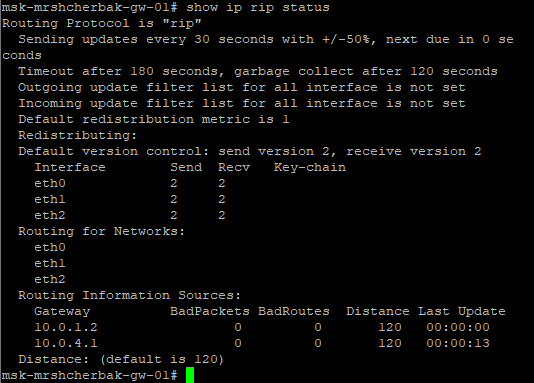 msk-mrshcherbak-gw-01# show ip rip status
Routing Protocol is "rip"
  Sending updates every 30 seconds with +/-50%, next due in 0 se
conds
  Timeout after 180 seconds, garbage collect after 120 seconds
  Outgoing update filter list for all interface is not set
  Incoming update filter list for all interface is not set
  Default redistribution metric is 1
  Redistributing:
  Default version control: send version 2, receive version 2
    Interface        Send  Recv   Key-chain
    eth0             2     2
    eth1             2     2
    eth2             2     2
  Routing for Networks:
    eth0
    eth1
    eth2
  Routing Information Sources:
    Gateway          BadPackets BadRoutes  Distance Last Update
    10.0.1.2                 0         0       120   00:00:00
    10.0.4.1                 0         0       120   00:00:13
  Distance: (default is 120)
msk-mrshcherbak-gw-01#